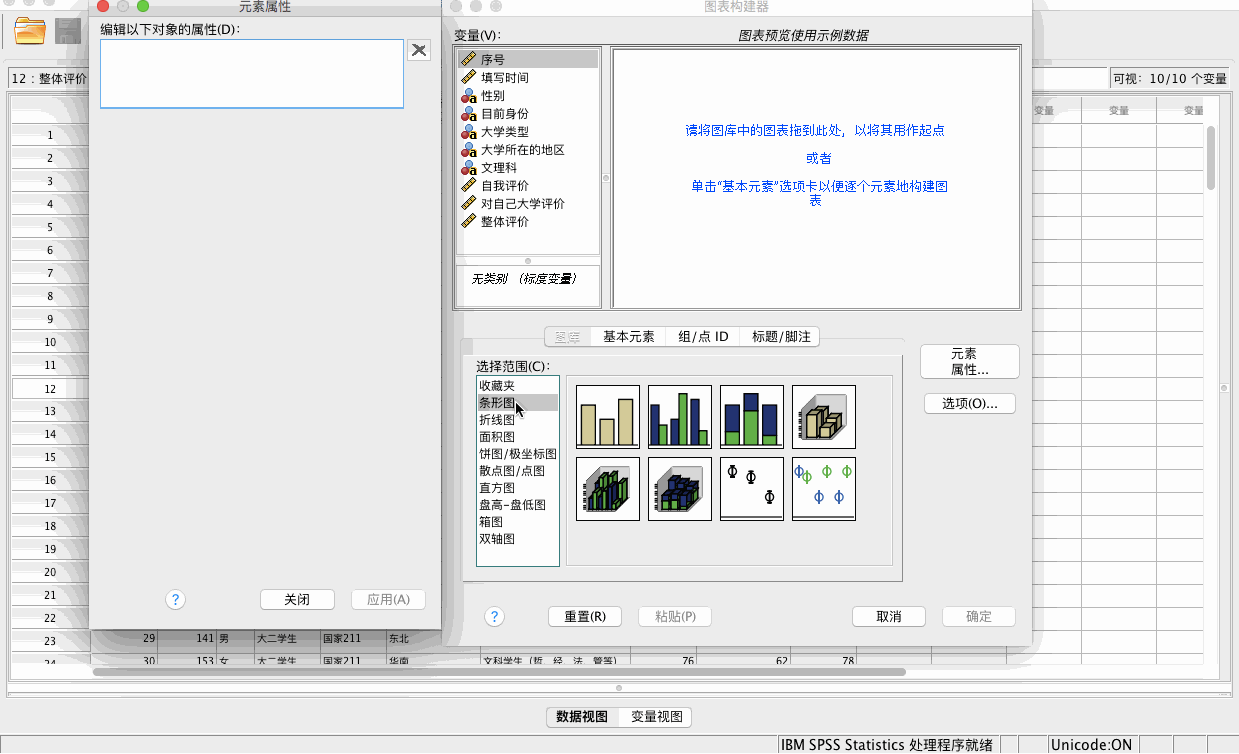 元素属性
图表构建器
编辑以下对象的属性(D):
变量(V):
图表预览使用示例数据
12 : 整体评价
可视: 10/10 个变量
序号
填写时间
性别
目前身份
大学类型
大学所在的地区
文理科
自我评价
对自己大学评价
整体评价
无类别 （标度变量）
请将图库中的图表拖到此处，以将其用作起点
或者
单击“基本元素”选项卡以便逐个元素地构建图
表
变量 变量 变量
1
2
3
4
5
6
7
8
9
10
11
12
13
14
15
16
17
18
19
20
21
22
23
24
图库 基本元素 组/点 ID 标题/脚注
选择范围(C):
收藏夹
条形图
折线图
面积图
饼图/极坐标图
散点图/点图
直方图
盘高-盘低图
箱图
双轴图
元素
属性...
选项(O)...
? 关闭 应用(A)
? 重置(R) 粘贴(P) 取消 确定
29 141 男 大二学生 国家211 东北
30 153 女 大二学生 国家211 华南 文科学生（哲、经、法、管等） 76 62 78
数据视图 变量视图
IBM SPSS Statistics 处理程序就绪 Unicode:ON